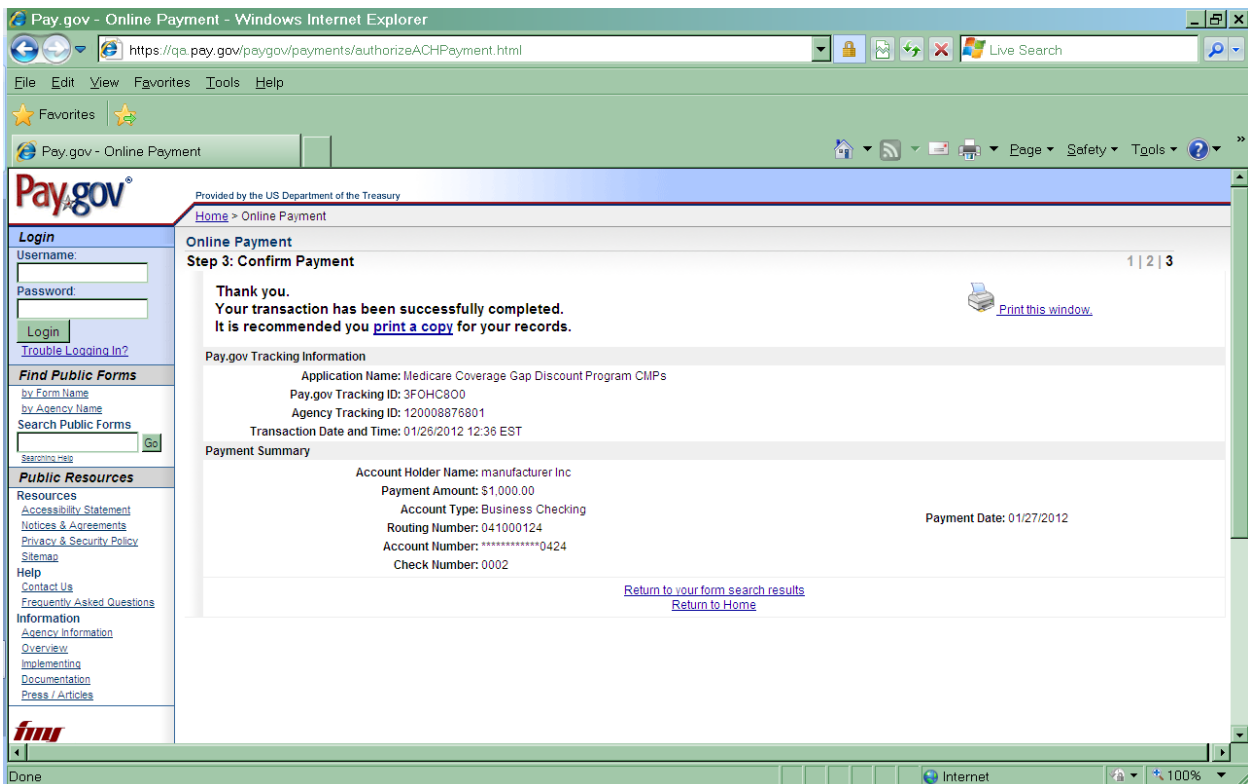 Pay.gov - Online Payment - Windows Internet Explorer
https://qa.pay.gov/paygov/payments/authorizeACHPayment.html
Live Search
File Edit View Favorites Tools Help
Favorites
Pay.gov - Online Payment
Page Safety Tools
Pay.gov®
Provided by the US Department of the Treasury
Home > Online Payment
Login
Username:
Password:
Login
Trouble Logging In?
Find Public Forms
by Form Name
by Agency Name
Search Public Forms
Go
Searching Help
Public Resources
Resources
Accessibility Statement
Notices & Agreements
Privacy & Security Policy
Sitemap
Help
Contact Us
Frequently Asked Questions
Information
Agency Information
Overview
Implementing
Documentation
Press / Articles
Online Payment
Step 3: Confirm Payment
1 | 2 | 3
Thank you.
Your transaction has been successfully completed.
It is recommended you print a copy for your records.
Print this window.
Pay.gov Tracking Information
Application Name: Medicare Coverage Gap Discount Program CMPs
Pay.gov Tracking ID: 3FOHC8O0
Agency Tracking ID: 120008876801
Transaction Date and Time: 01/26/2012 12:36 EST
Payment Summary
Account Holder Name: manufacturer Inc
Payment Amount: $1,000.00
Account Type: Business Checking
Routing Number: 041000124
Account Number: ************0424
Check Number: 0002
Payment Date: 01/27/2012
Return to your form search results
Return to Home
Done
Internet
100%